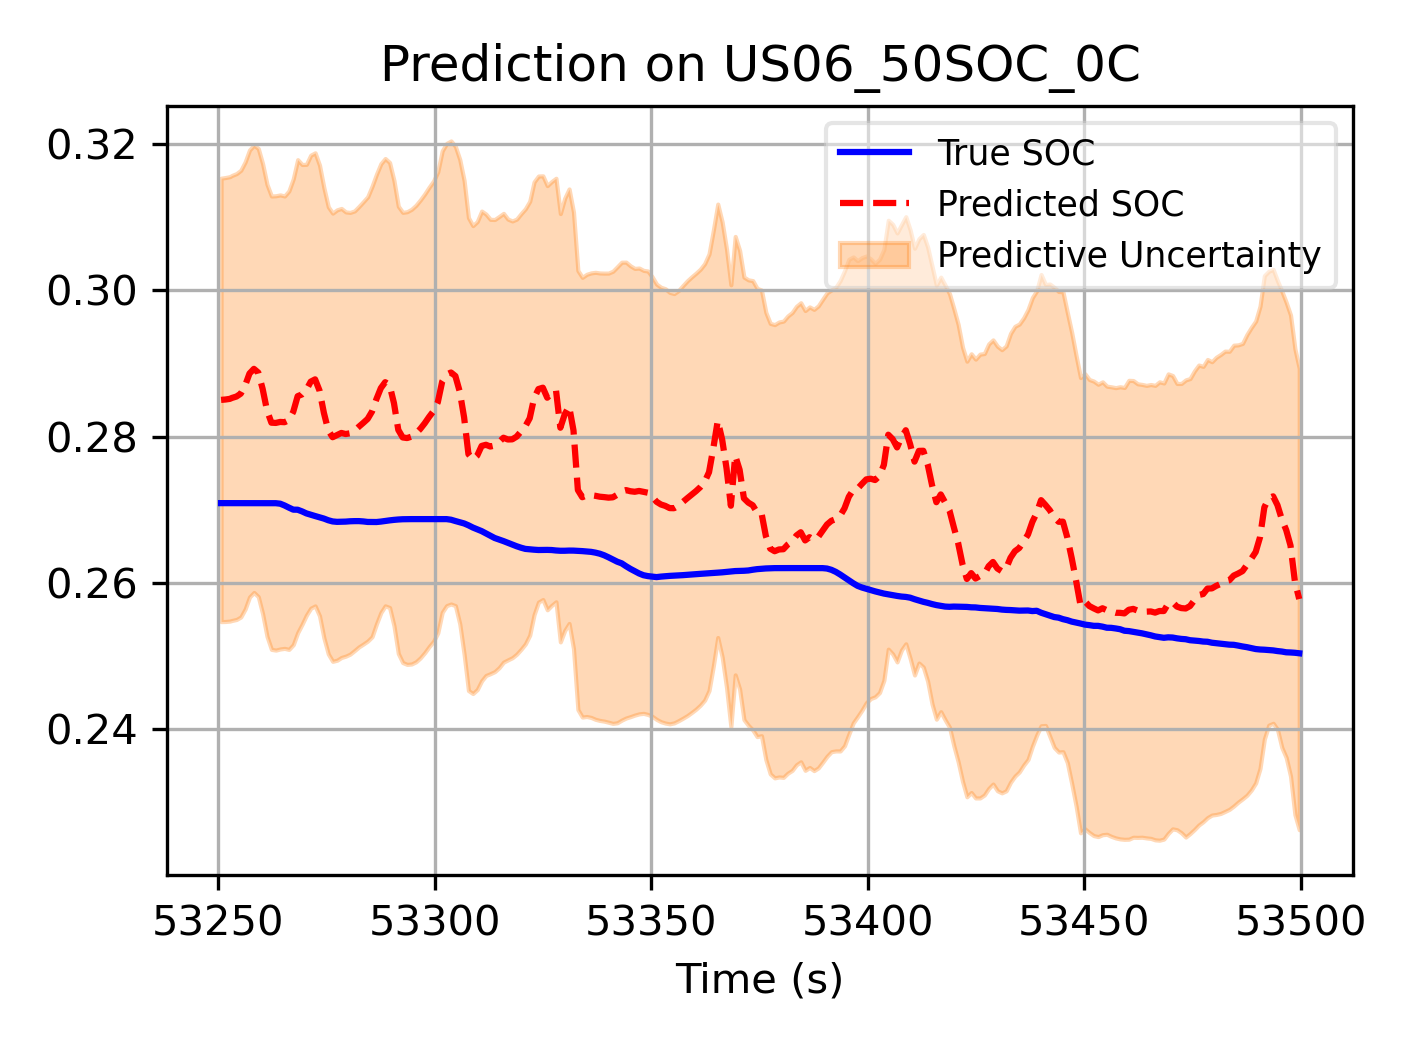 Prediction on US06_50SOC_0C
True SOC
Predicted SOC
Predictive Uncertainty
0.32
0.30
0.28
0.26
0.24
53250 53300 53350 53400 53450 53500
Time (s)